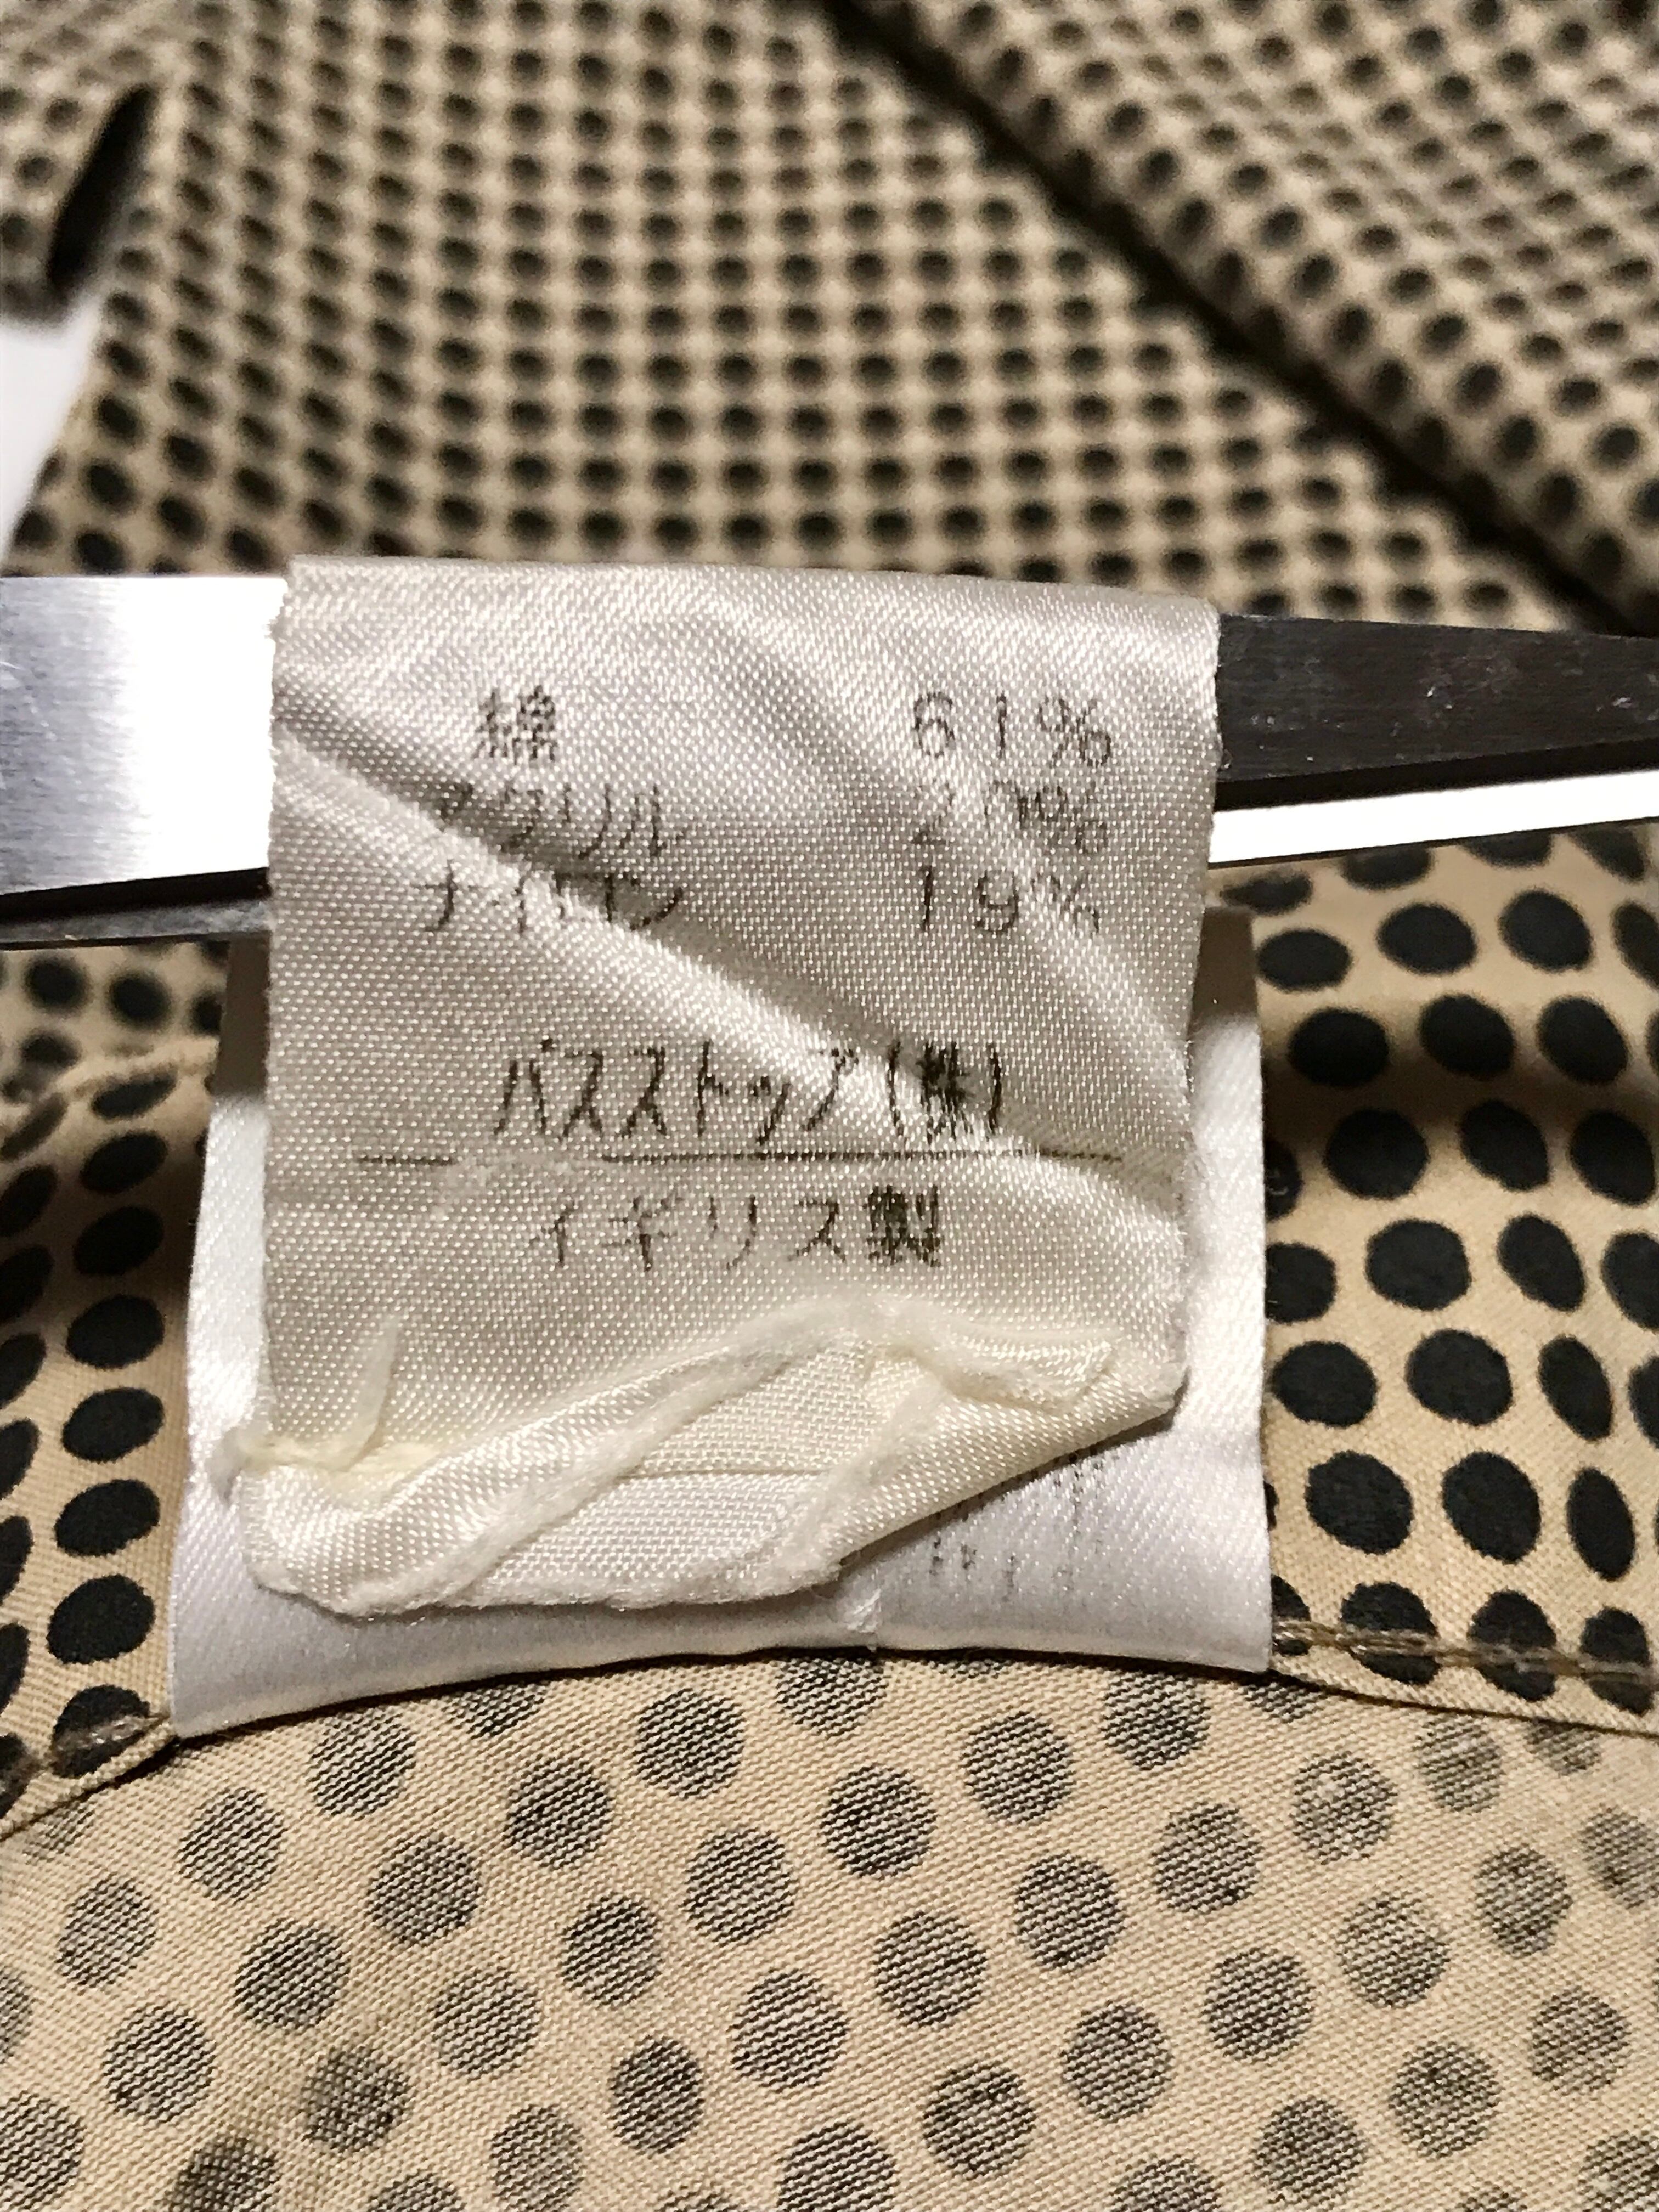 綿 61%
アクリル 20%
ナイロン 19%
バスストップ(株)
イギリス製